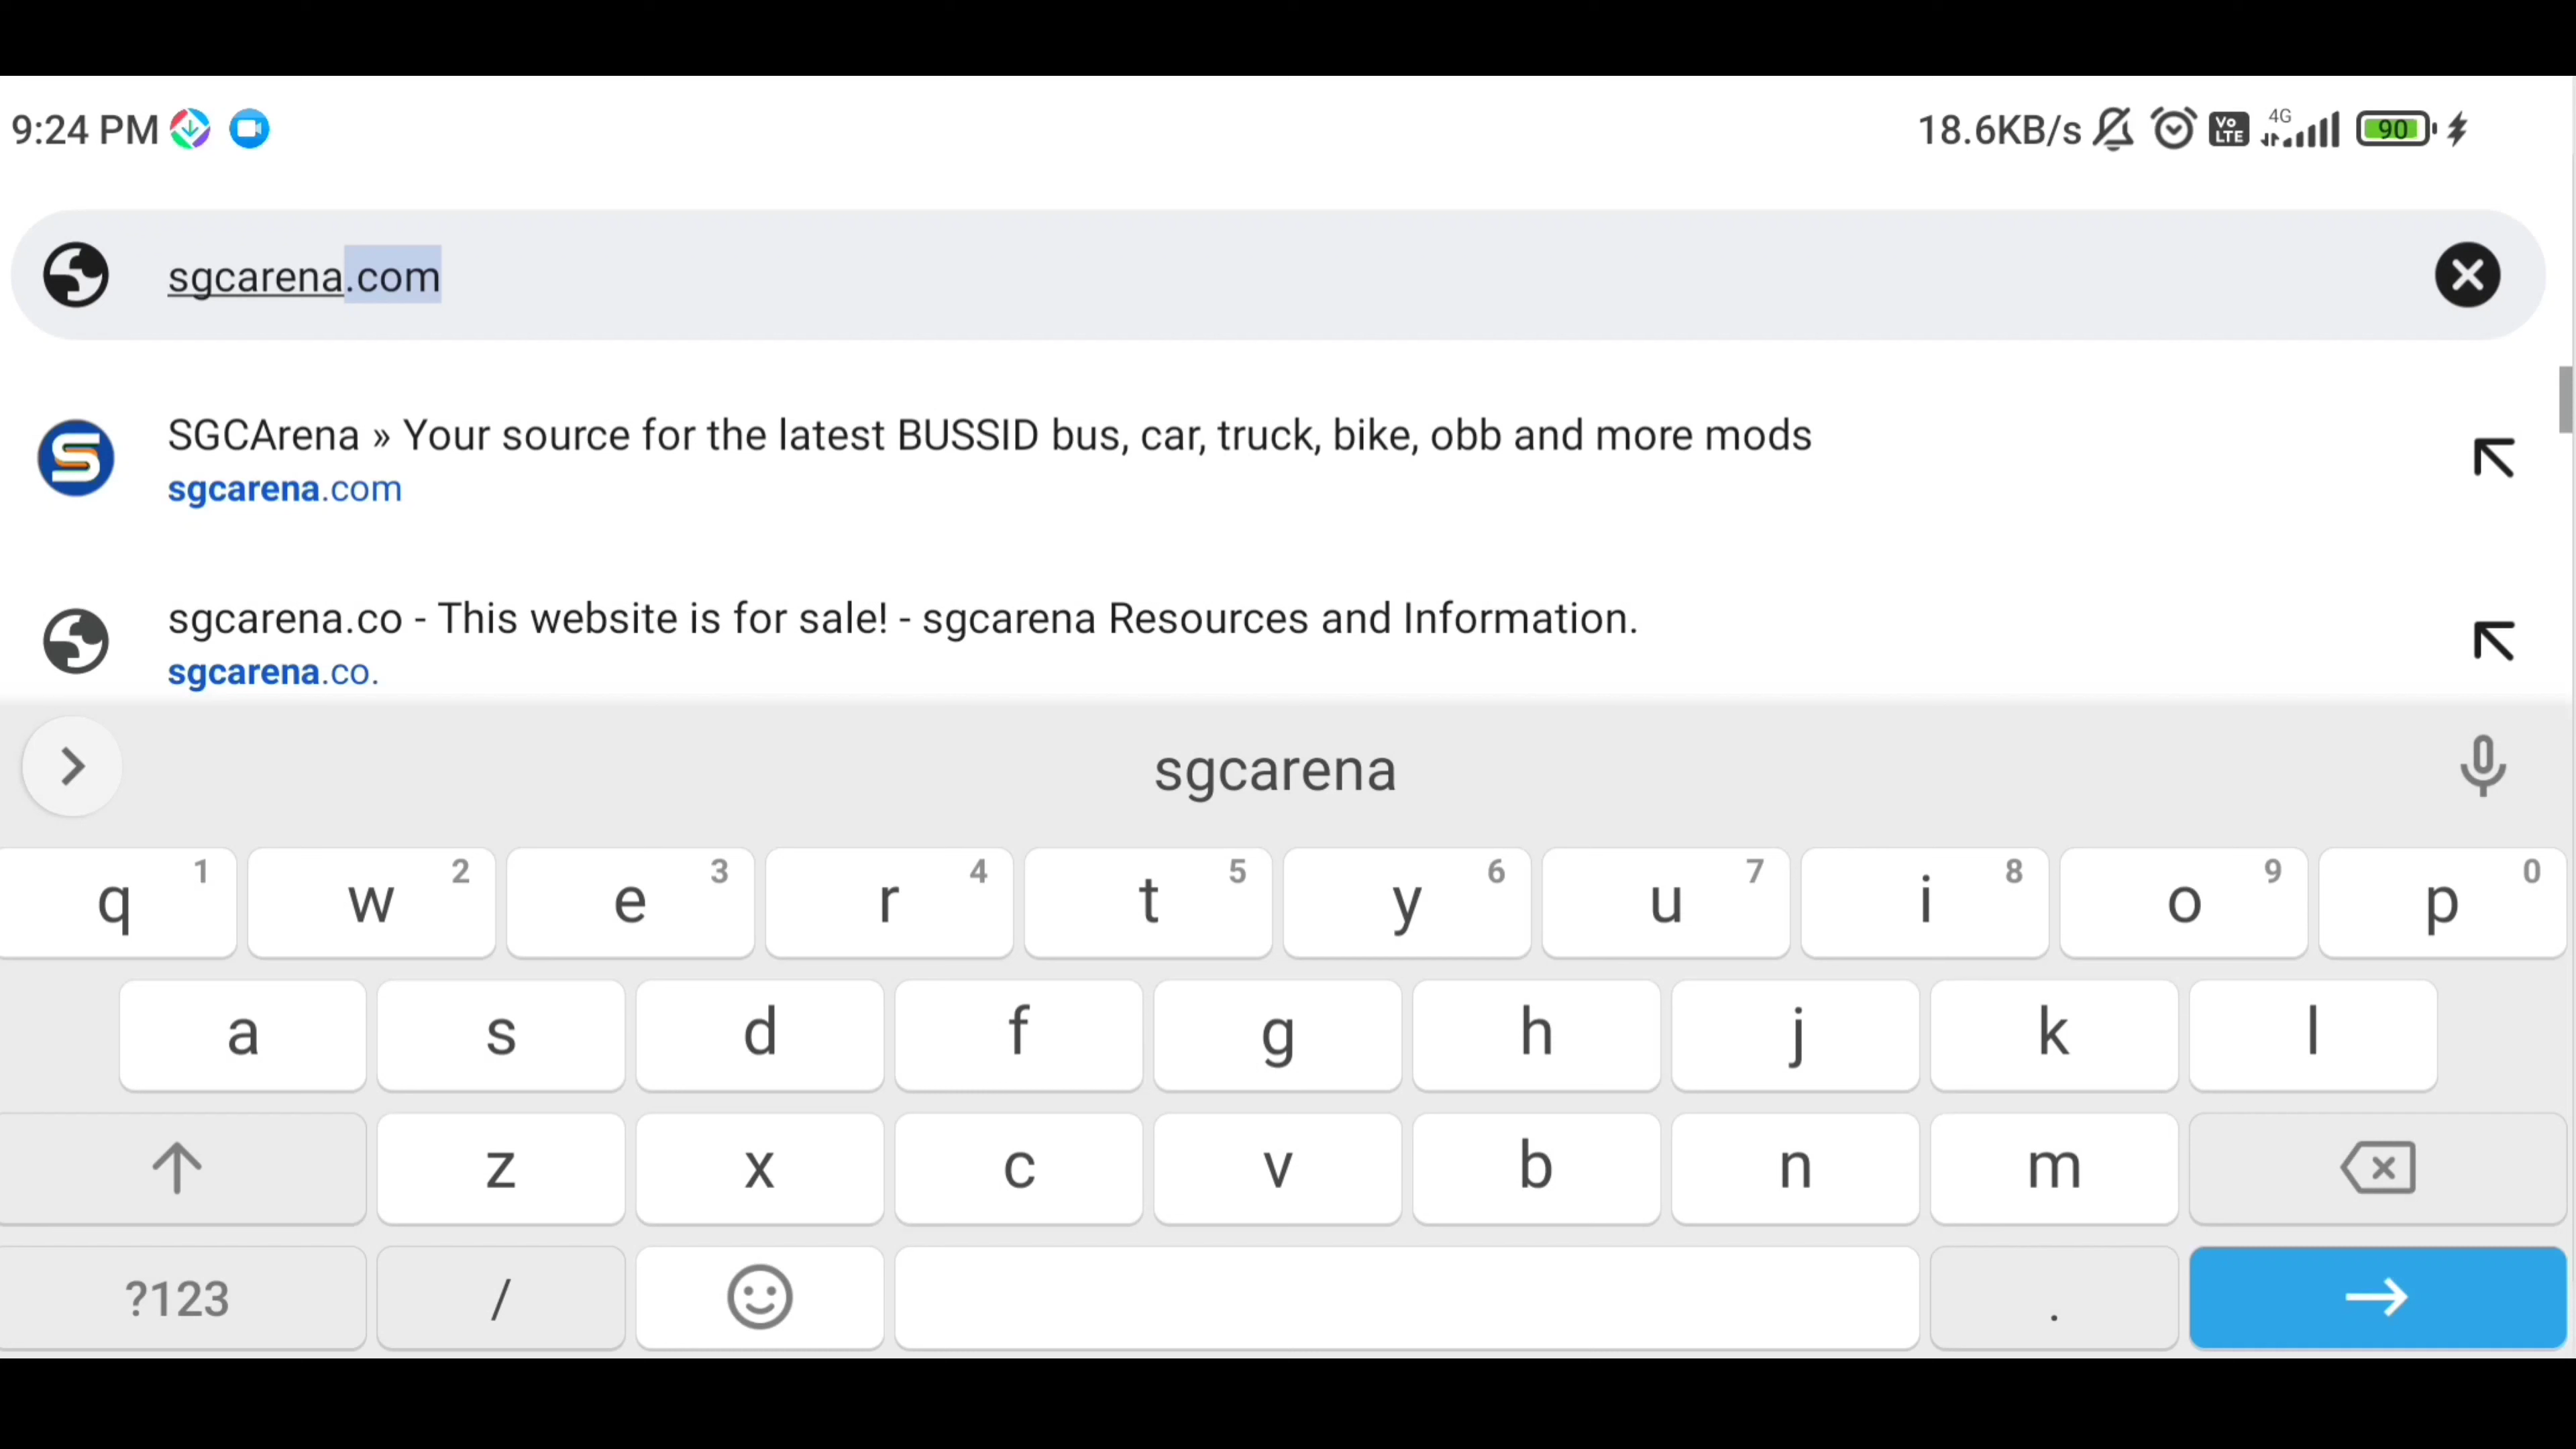 9:24 PM 18.6KB/s Vo LTE 4G 90
sgcarena.com
SGCArena » Your source for the latest BUSSID bus, car, truck, bike, obb and more mods
sgcarena.com
sgcarena.co - This website is for sale! - sgcarena Resources and Information.
sgcarena.co.
sgcarena
q 1 w 2 e 3 r 4 t 5 y 6 u 7 i 8 o 9 p 0
a s d f g h j k l
z x c v b n m
?123 / .